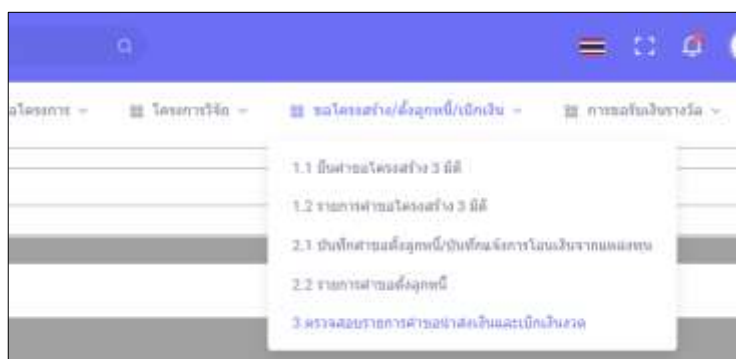 อโครงการ โครงการวิจัย ขอโครงสร้าง/ตั้งลูกหนี้/เบิกเงิน การขอรับเงินรางวัล
1.1 ยื่นคำขอโครงสร้าง 3 มิติ
1.2 รายการคำขอโครงสร้าง 3 มิติ
2.1 บันทึกคำขอตั้งลูกหนี้/บันทึกแจ้งการโอนเงินจากแหล่งทุน
2.2 รายการคำขอตั้งลูกหนี้
3.ตรวจสอบรายการคำขอนำส่งเงินและเบิกเงินงวด